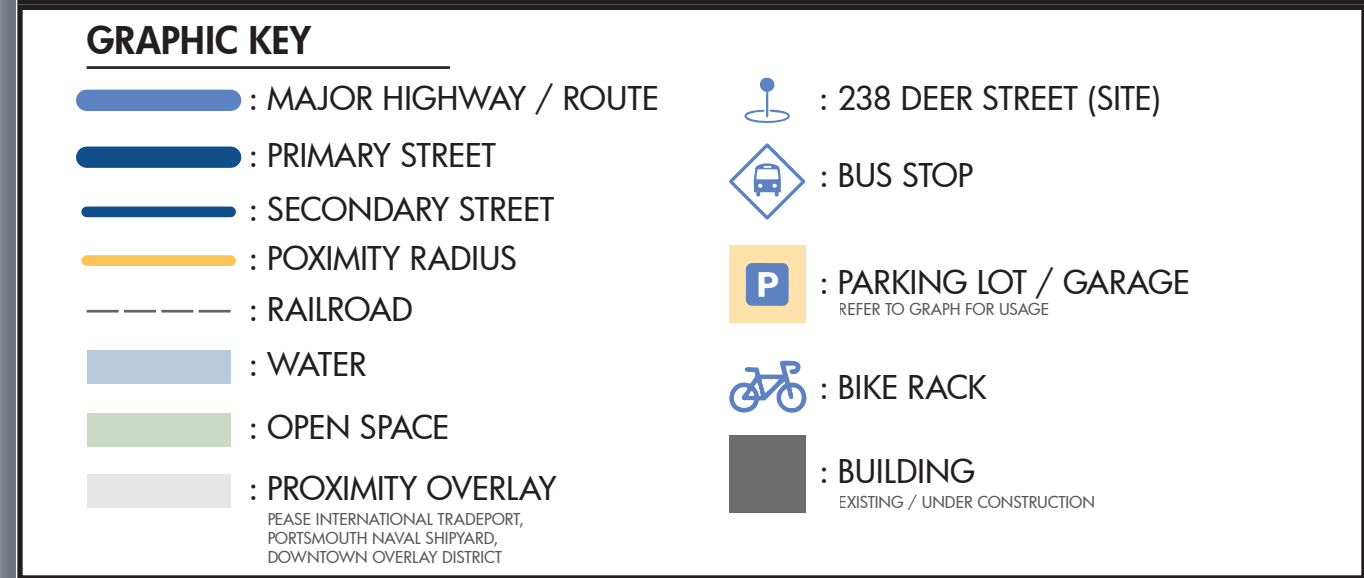 GRAPHIC KEY
: MAJOR HIGHWAY / ROUTE
: PRIMARY STREET
: SECONDARY STREET
: POXIMITY RADIUS
: RAILROAD
: WATER
: OPEN SPACE
: PROXIMITY OVERLAY
PEASE INTERNATIONAL TRADEPORT,
PORTSMOUTH NAVAL SHIPYARD,
DOWNTOWN OVERLAY DISTRICT
: 238 DEER STREET (SITE)
: BUS STOP
P
: PARKING LOT / GARAGE
REFER TO GRAPH FOR USAGE
: BIKE RACK
: BUILDING
EXISTING / UNDER CONSTRUCTION